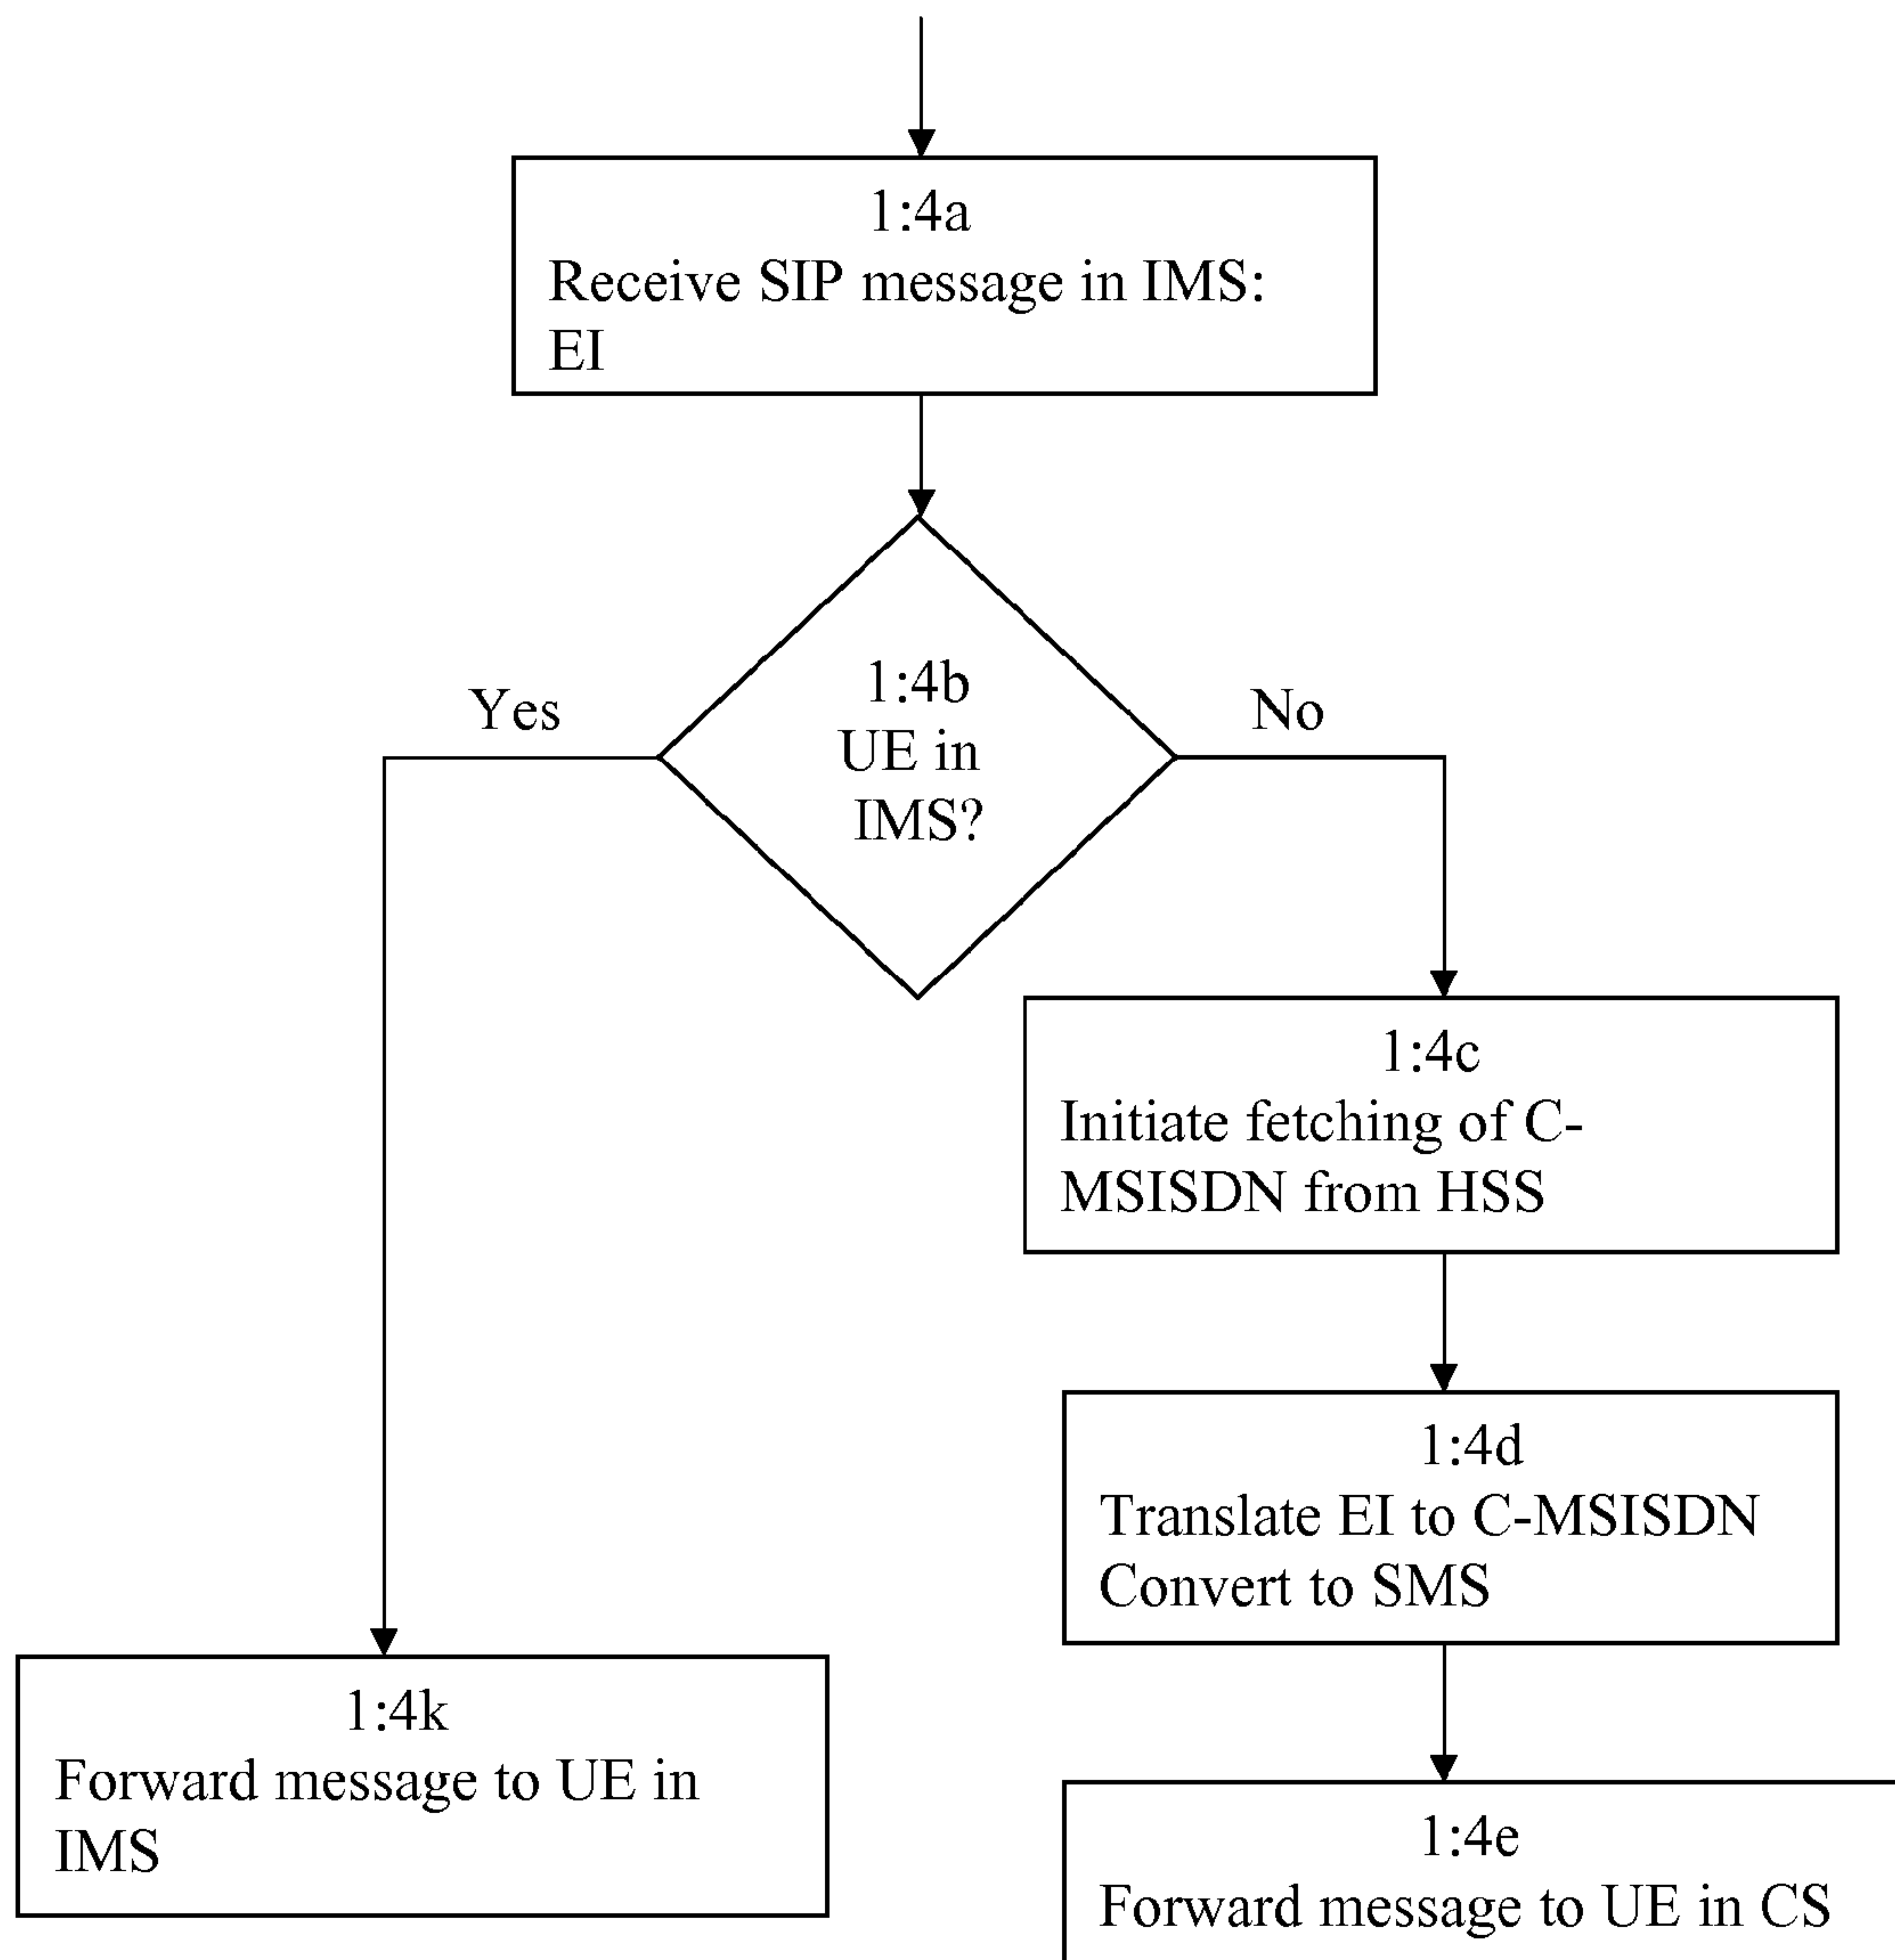 1:4a
Receive SIP message in IMS:
EI
1:4b
UE in
IMS?
Yes
No
1:4c
Initiate fetching of C-
MSISDN from HSS
1:4d
Translate EI to C-MSISDN
Convert to SMS
1:4k
Forward message to UE in
IMS
1:4e
Forward message to UE in CS